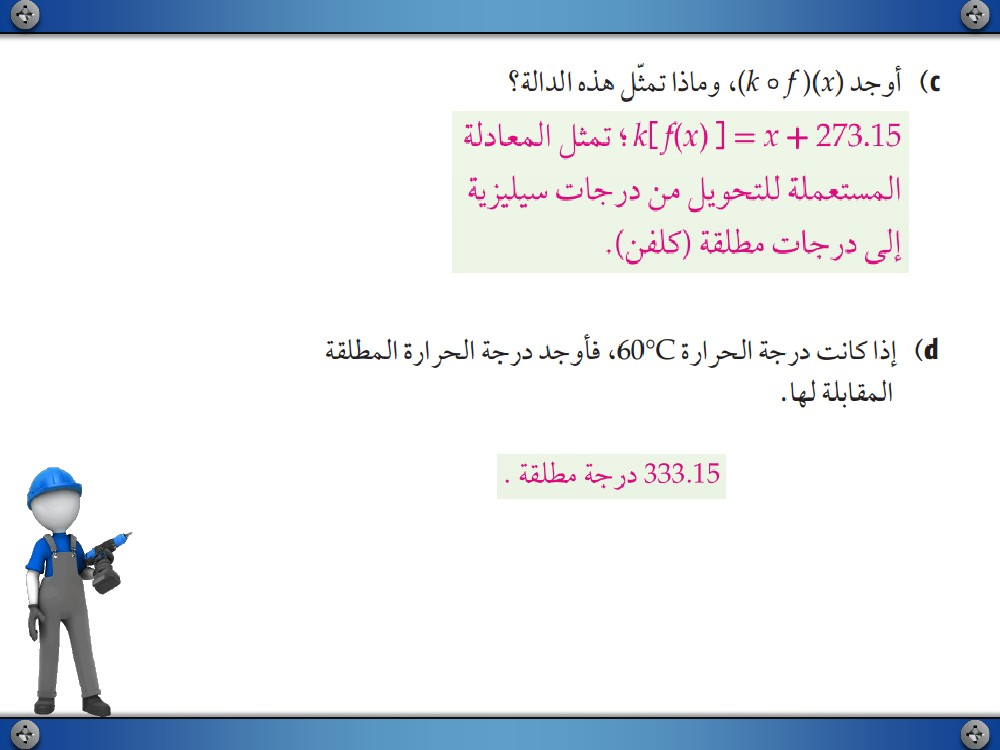 c) أوجد (k ∘ f)(x)، وماذا تمثّل هذه الدالة؟
k[f(x)] = x + 273.15؛ تمثل المعادلة
المستعملة للتحويل من درجات سيليزية
إلى درجات مطلقة (كلفن).
d) إذا كانت درجة الحرارة 60°C، فأوجد درجة الحرارة المطلقة
المقابلة لها.
333.15 درجة مطلقة .